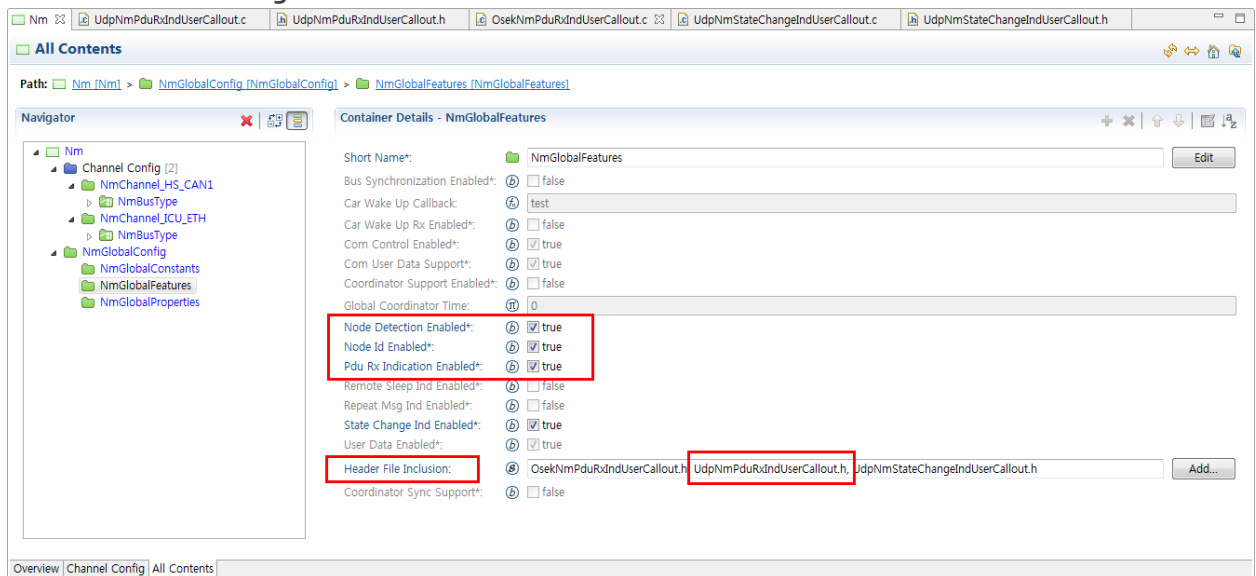 Nm UdpNmPduRxIndUserCallout.c UdpNmPduRxIndUserCallout.h OsekNmPduRxIndUserCallout.c UdpNmStateChangeIndUserCallout.c UdpNmStateChangeIndUserCallout.h
All Contents
Path: Nm [Nm] > NmGlobalConfig [NmGlobalConfig] > NmGlobalFeatures [NmGlobalFeatures]
Navigator
Nm
Channel Config [2]
NmChannel_HS_CAN1
NmBusType
NmChannel_ICU_ETH
NmBusType
NmGlobalConfig
NmGlobalConstants
NmGlobalFeatures
NmGlobalProperties
Container Details - NmGlobalFeatures
Short Name*: NmGlobalFeatures Edit
Bus Synchronization Enabled*: false
Car Wake Up Callback: test
Car Wake Up Rx Enabled*: false
Com Control Enabled*: true
Com User Data Support*: true
Coordinator Support Enabled*: false
Global Coordinator Time: 0
Node Detection Enabled*: true
Node Id Enabled*: true
Pdu Rx Indication Enabled*: true
Remote Sleep Ind Enabled*: false
Repeat Msg Ind Enabled*: false
State Change Ind Enabled*: true
User Data Enabled*: true
Header File Inclusion: OsekNmPduRxIndUserCallout.h, UdpNmPduRxIndUserCallout.h, UdpNmStateChangeIndUserCallout.h Add...
Coordinator Sync Support*: false
Overview Channel Config All Contents